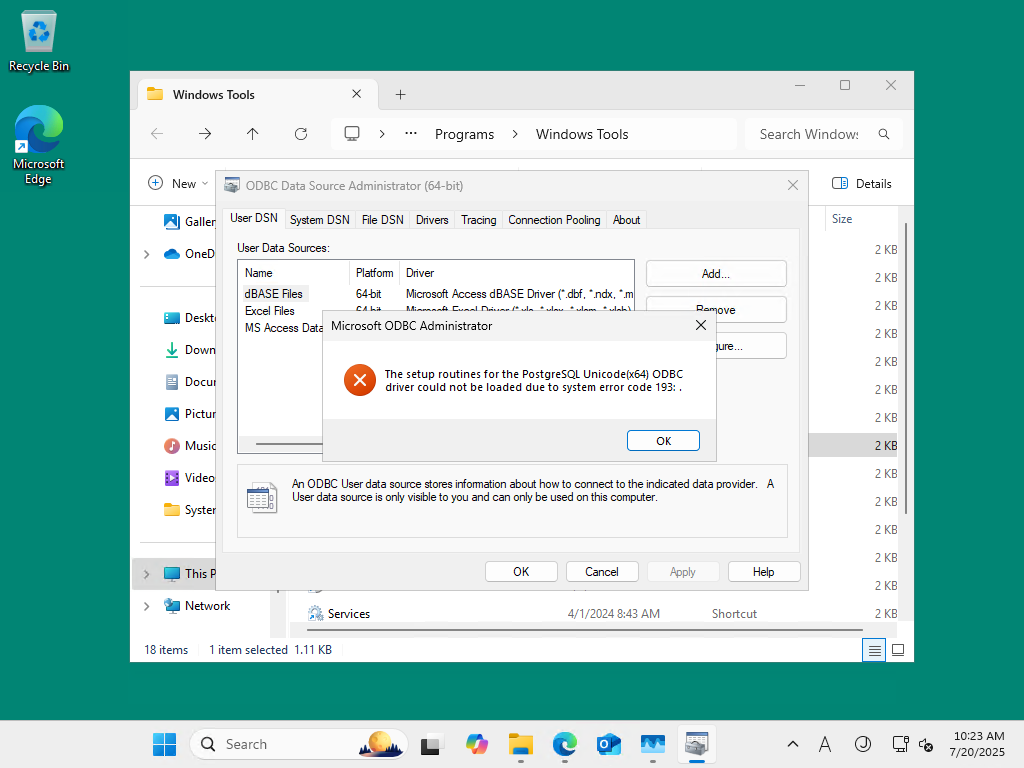 Recycle Bin
Microsoft
Edge
Windows Tools
Programs
Windows Tools
Search Windows
New
Details
Size
Gallery
OneD
Deskt
Down
Docu
Pictur
Music
Video
Syster
This P
Network
2 KB
2 KB
2 KB
2 KB
2 KB
2 KB
2 KB
2 KB
2 KB
2 KB
2 KB
2 KB
2 KB
ODBC Data Source Administrator (64-bit)
User DSN
System DSN
File DSN
Drivers
Tracing
Connection Pooling
About
User Data Sources:
Name Platform Driver
dBASE Files 64-bit Microsoft Access dBASE Driver (*.dbf, *.ndx, *.m
Excel Files 64-bit Microsoft Excel Driver (*.xls, *.xlsx, *.xlsm, *.xlsb)
MS Access Data
Add...
Remove
gure...
Microsoft ODBC Administrator
The setup routines for the PostgreSQL Unicode(x64) ODBC
driver could not be loaded due to system error code 193: .
OK
An ODBC User data source stores information about how to connect to the indicated data provider. A
User data source is only visible to you and can only be used on this computer.
OK
Cancel
Apply
Help
Services 4/1/2024 8:43 AM Shortcut 2 KB
18 items 1 item selected 1.11 KB
Search
10:23 AM
7/20/2025